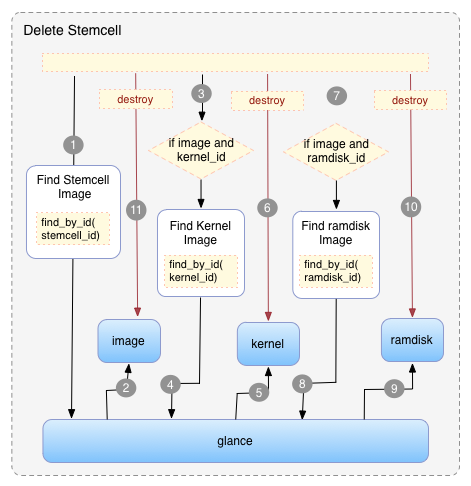 Delete Stemcell
destroy
3
destroy
7
destroy
1
if image and
kernel_id
if image and
ramdisk_id
Find Stemcell
Image
find_by_id(
stemcell_id)
11
6
10
Find Kernel
Image
find_by_id(
kernel_id)
Find ramdisk
Image
find_by_id(
ramdisk_id)
image
kernel
ramdisk
2
4
5
8
9
glance